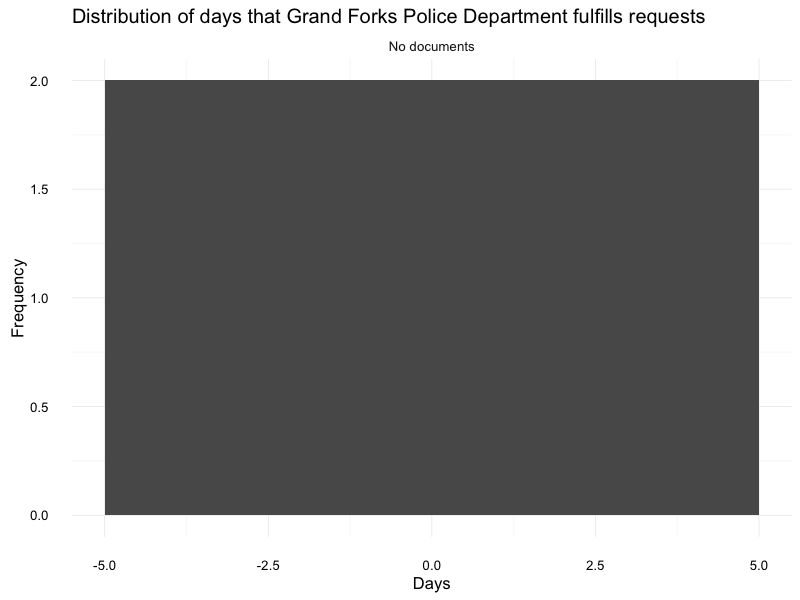 Distribution of days that Grand Forks Police Department fulfills requests
No documents
2.0
1.5
1.0
0.5
0.0
Frequency
-5.0 -2.5 0.0 2.5 5.0
Days